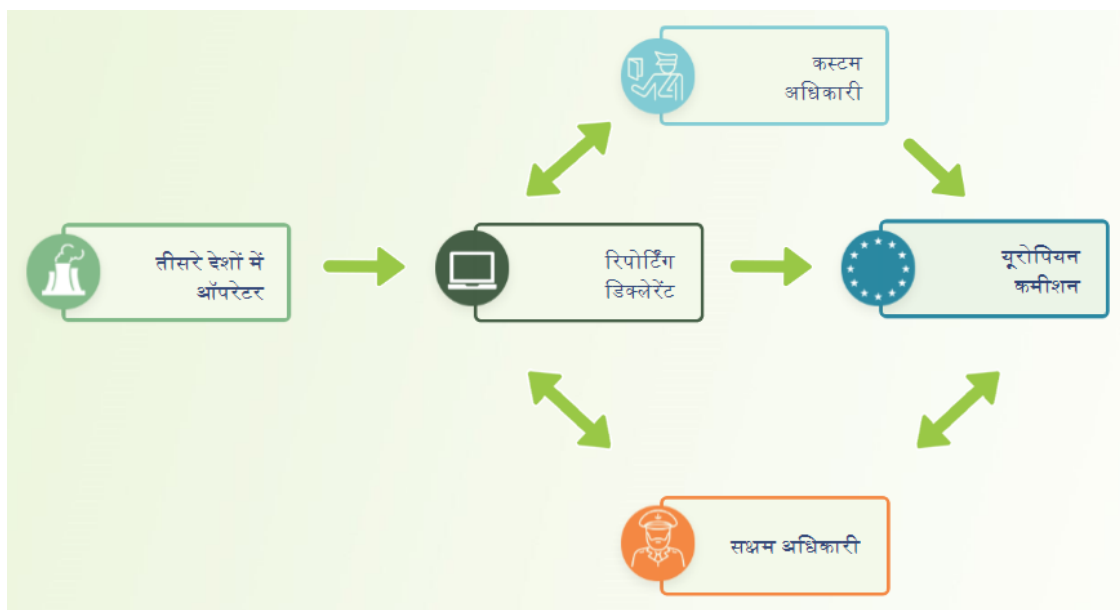 कस्टम
अधिकारी
तीसरे देशों में
ऑपरेटर
रिपोर्टिंग
डिक्लेरेंट
यूरोपियन
कमीशन
सक्षम अधिकारी